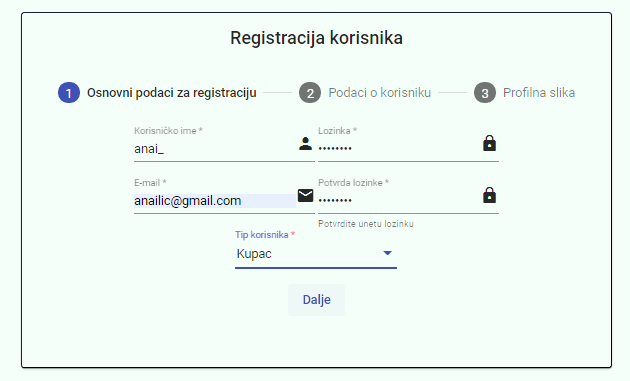 Registracija korisnika
1 Osnovni podaci za registraciju 2 Podaci o korisniku 3 Profilna slika
Korisničko ime * Lozinka *
anai_ ••••••••
E-mail * Potvrda lozinke *
anailic@gmail.com ••••••••
Potvrdite unetu lozinku
Tip korisnika *
Kupac
Dalje